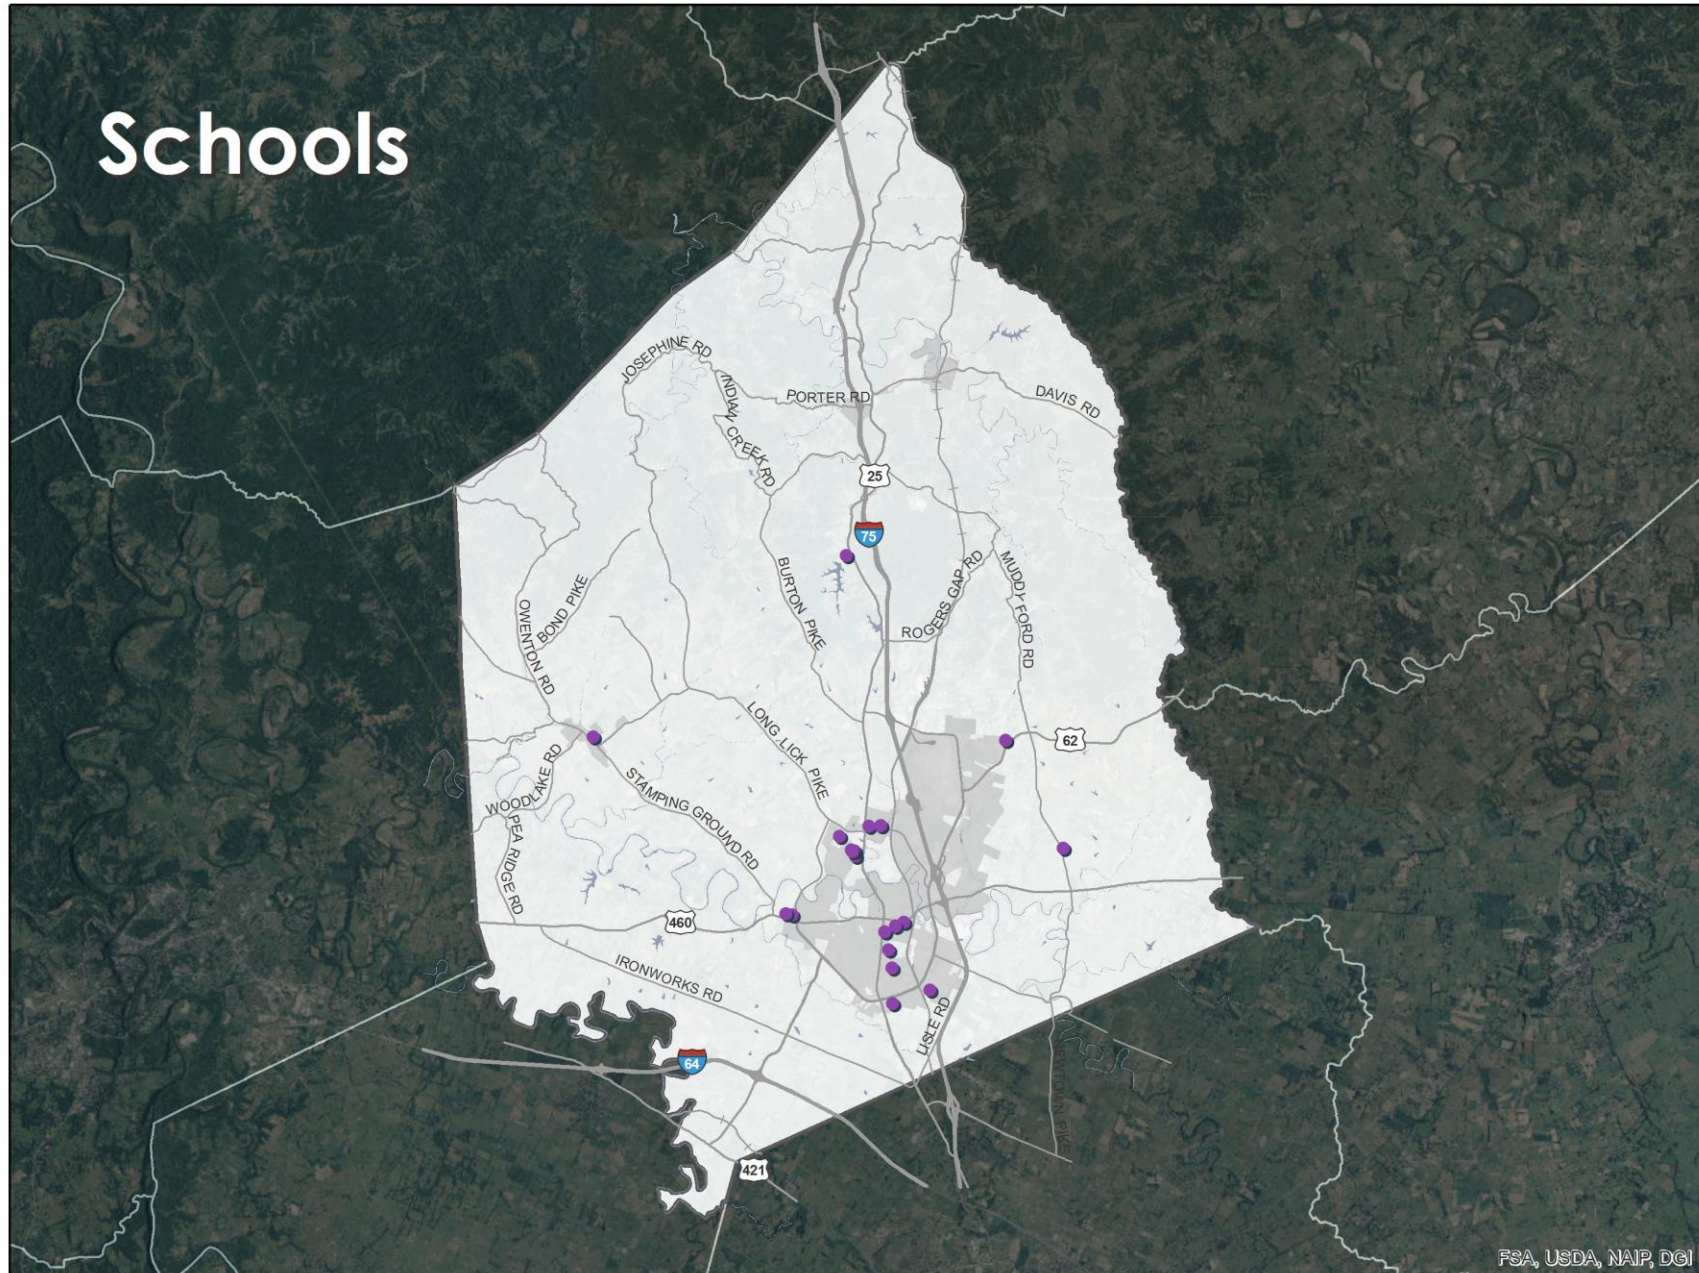 Schools
JOSEPHINE RD
INDIAN CREEK RD
PORTER RD
DAVIS RD
25
75
OWENTON RD
BOND PIKE
BURTON PIKE
ROGERS GAP RD
MUDDY FORD RD
LONG LICK PIKE
62
WOODLAKE RD
STAMPING GROUND RD
PEA RIDGE RD
460
IRONWORKS RD
LISLE RD
64
421
FSA, USDA, NAIP, DGI